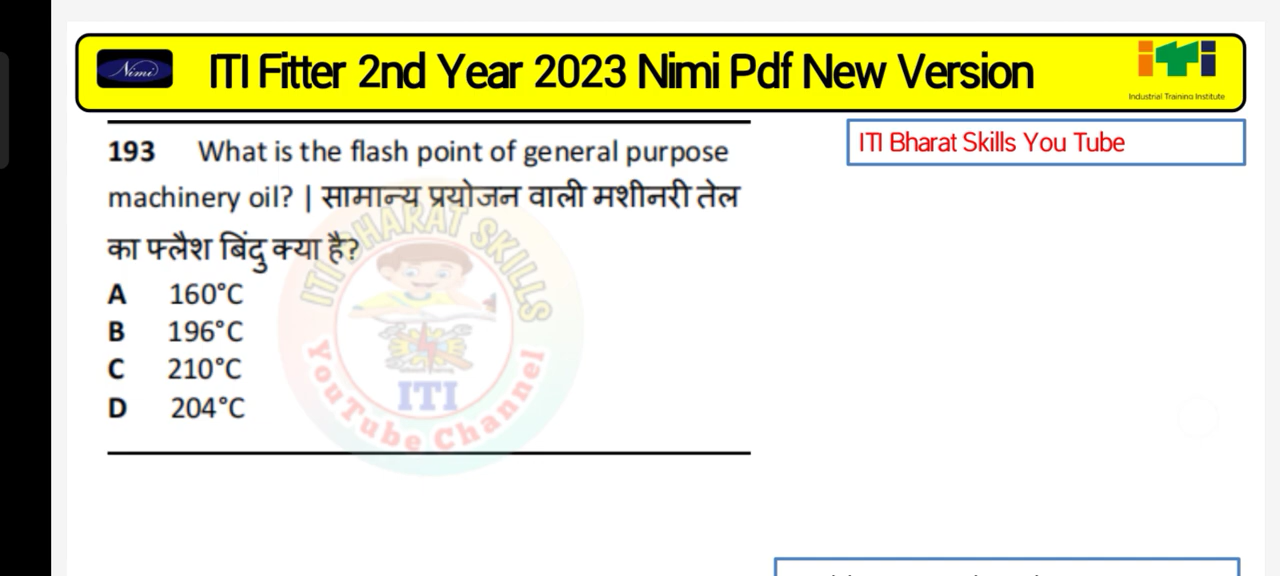 Nimi
ITI Fitter 2nd Year 2023 Nimi Pdf New Version
iti
Industrial Training Institute
193 What is the flash point of general purpose
machinery oil? | सामान्य प्रयोजन वाली मशीनरी तेल
का फ्लैश बिंदु क्या है?
A 160°C
B 196°C
C 210°C
D 204°C
ITI Bharat Skills You Tube
ITI BHARAT SKILLS
ITI
YouTube Channel